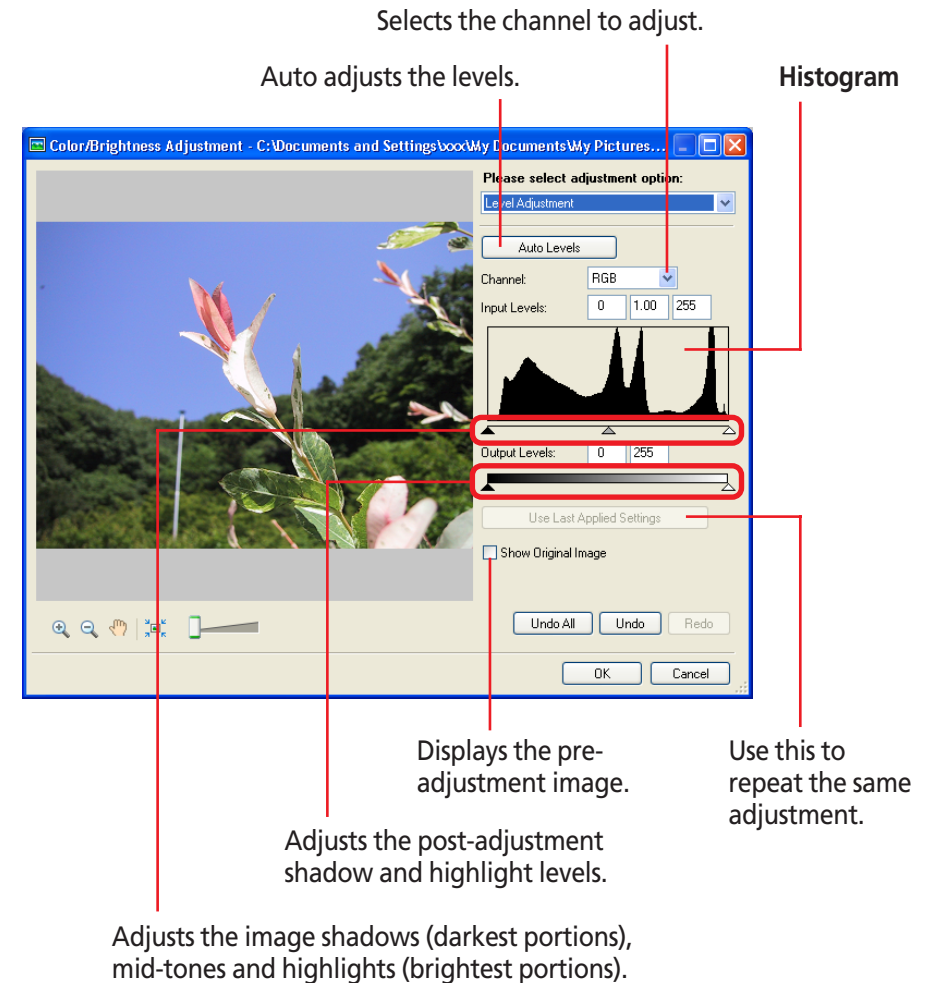 Selects the channel to adjust.
Auto adjusts the levels.
Histogram
Color/Brightness Adjustment - C:\Documents and Settings\xxx\My Documents\My Pictures...
Please select adjustment option:
Level Adjustment
Auto Levels
Channel: RGB
Input Levels: 0 1.00 255
Output Levels: 0 255
Use Last Applied Settings
Show Original Image
Undo All Undo Redo
OK Cancel
Displays the pre-
adjustment image.
Use this to
repeat the same
adjustment.
Adjusts the post-adjustment
shadow and highlight levels.
Adjusts the image shadows (darkest portions),
mid-tones and highlights (brightest portions).